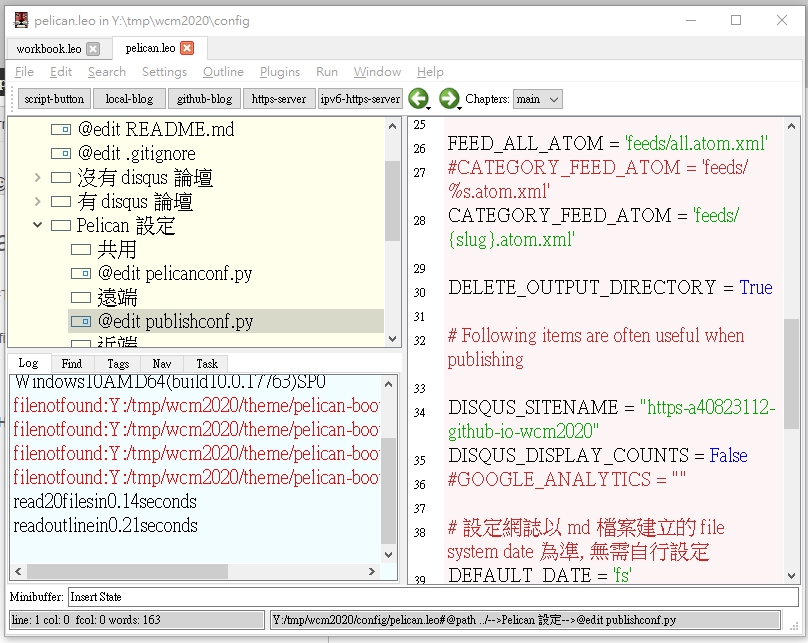 pelican.leo in Y:\tmp\wcm2020\config
workbook.leo
pelican.leo
File Edit Search Settings Outline Plugins Run Window Help
script-button local-blog github-blog https-server ipv6-https-server Chapters: main
@edit README.md
@edit .gitignore
沒有 disqus 論壇
有 disqus 論壇
Pelican 設定
共用
@edit pelicanconf.py
遠端
@edit publishconf.py
近端
Log Find Tags Nav Task
Windows10AMD64(build10.0.17763)SP0
filenotfound:Y:/tmp/wcm2020/theme/pelican-boo
filenotfound:Y:/tmp/wcm2020/theme/pelican-boo
filenotfound:Y:/tmp/wcm2020/theme/pelican-boo
filenotfound:Y:/tmp/wcm2020/theme/pelican-boo
read20filesin0.14seconds
readoutlinein0.21seconds
25
26 FEED_ALL_ATOM = 'feeds/all.atom.xml'
27 #CATEGORY_FEED_ATOM = 'feeds/
%s.atom.xml'
28 CATEGORY_FEED_ATOM = 'feeds/
{slug}.atom.xml'
29
30 DELETE_OUTPUT_DIRECTORY = True
31
32 # Following items are often useful when
publishing
33
34 DISQUS_SITENAME = "https-a40823112-
github-io-wcm2020"
35 DISQUS_DISPLAY_COUNTS = False
36 #GOOGLE_ANALYTICS = ""
37
38 # 設定網誌以 md 檔案建立的 file
system date 為準, 無需自行設定
39 DEFAULT_DATE = 'fs'
Minibuffer: Insert State
line: 1 col: 0 fcol: 0 words: 163
Y:/tmp/wcm2020/config/pelican.leo#@path ../-->Pelican 設定-->@edit publishconf.py